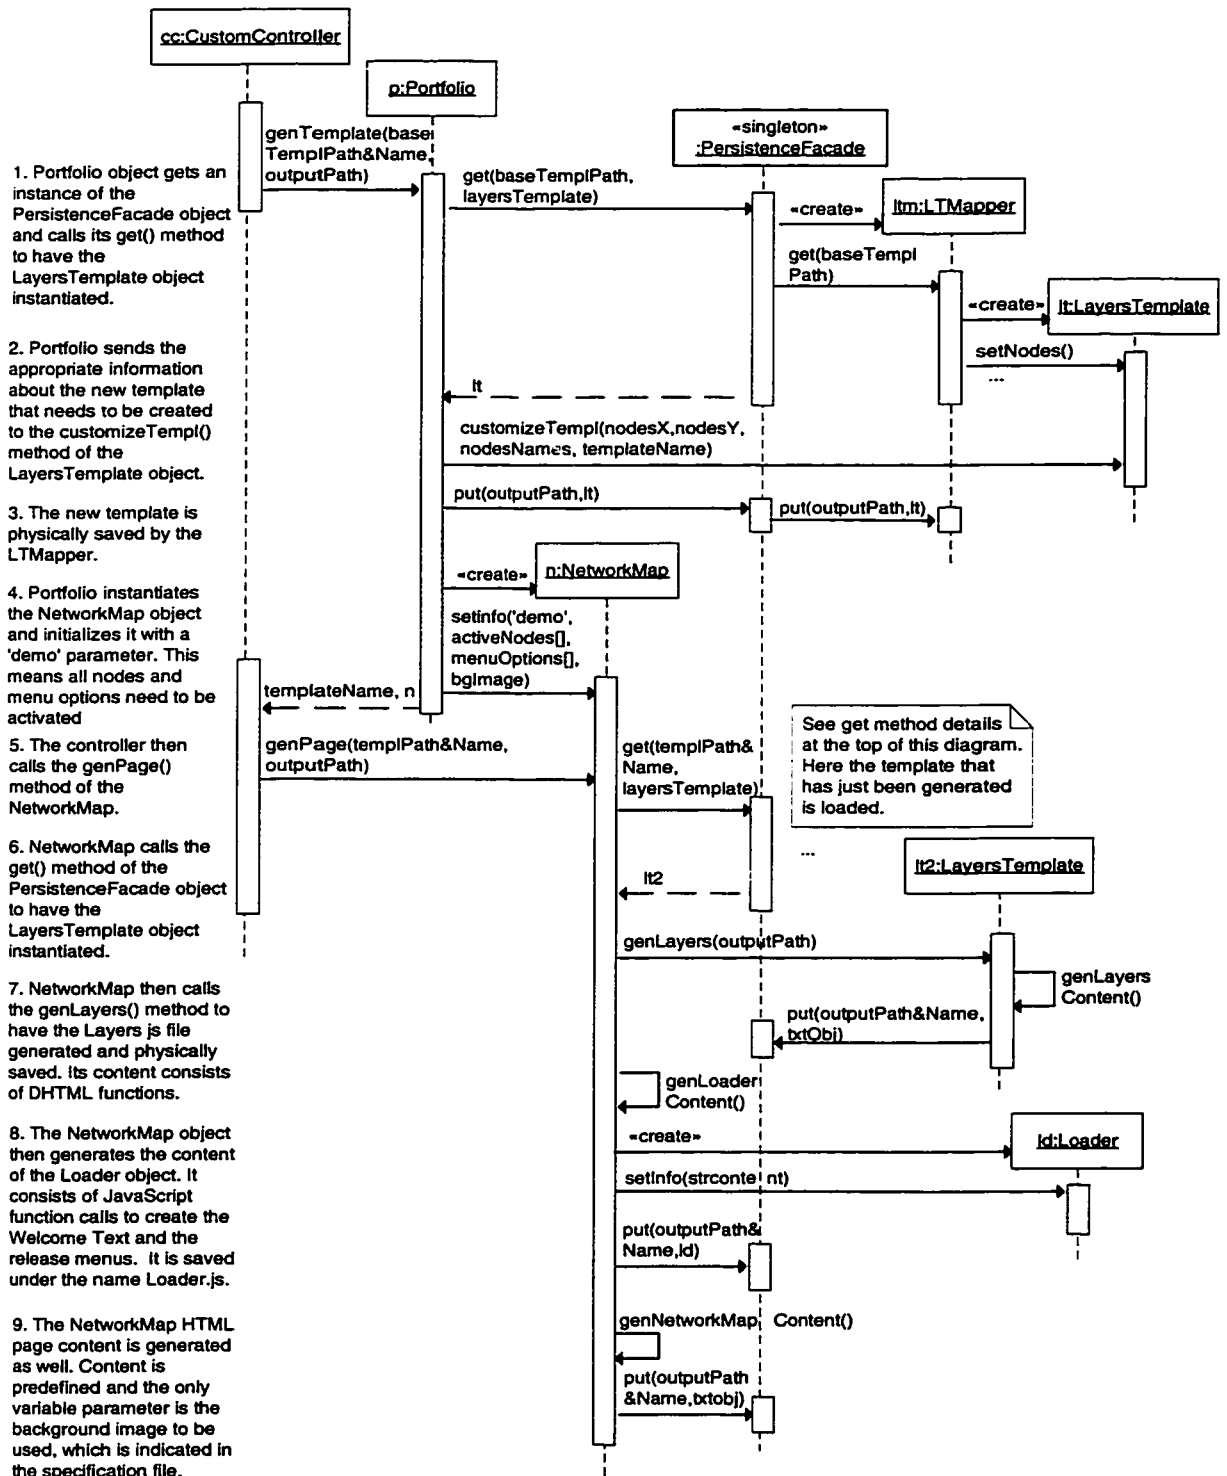 cc:CustomController
p:Portfolio
«singleton»
:PersistenceFacade
ltm:LTMapper
lt:LayersTemplate
genTemplate(base
TemplPath&Name,
outputPath)
get(baseTemplPath,
layersTemplate)
«create»
get(baseTempl
Path)
«create»
setNodes()
...
lt
customizeTempl(nodesX,nodesY,
nodesNames, templateName)
put(outputPath,lt)
put(outputPath,lt)
«create»
n:NetworkMap
setInfo('demo',
activeNodes[],
menuOptions[],
bgImage)
templateName, n
genPage(templPath&Name,
outputPath)
get(templPath&
Name,
layersTemplate)
See get method details
at the top of this diagram.
Here the template that
has just been generated
is loaded.
...
lt2
lt2:LayersTemplate
genLayers(outputPath)
genLayers
Content()
put(outputPath&Name,
txtObj)
genLoader
Content()
«create»
ld:Loader
setInfo(strconte nt)
put(outputPath&
Name,ld)
genNetworkMap Content()
put(outputPath
&Name,txtobj)
1. Portfolio object gets an
instance of the
PersistenceFacade object
and calls its get() method
to have the
LayersTemplate object
instantiated.
2. Portfolio sends the
appropriate information
about the new template
that needs to be created
to the customizeTempl()
method of the
LayersTemplate object.
3. The new template is
physically saved by the
LTMapper.
4. Portfolio instantiates
the NetworkMap object
and initializes it with a
'demo' parameter. This
means all nodes and
menu options need to be
activated
5. The controller then
calls the genPage()
method of the
NetworkMap.
6. NetworkMap calls the
get() method of the
PersistenceFacade object
to have the
LayersTemplate object
instantiated.
7. NetworkMap then calls
the genLayers() method to
have the Layers js file
generated and physically
saved. Its content consists
of DHTML functions.
8. The NetworkMap object
then generates the content
of the Loader object. It
consists of JavaScript
function calls to create the
Welcome Text and the
release menus. It is saved
under the name Loader.js.
9. The NetworkMap HTML
page content is generated
as well. Content is
predefined and the only
variable parameter is the
background image to be
used, which is indicated in
the specification file.